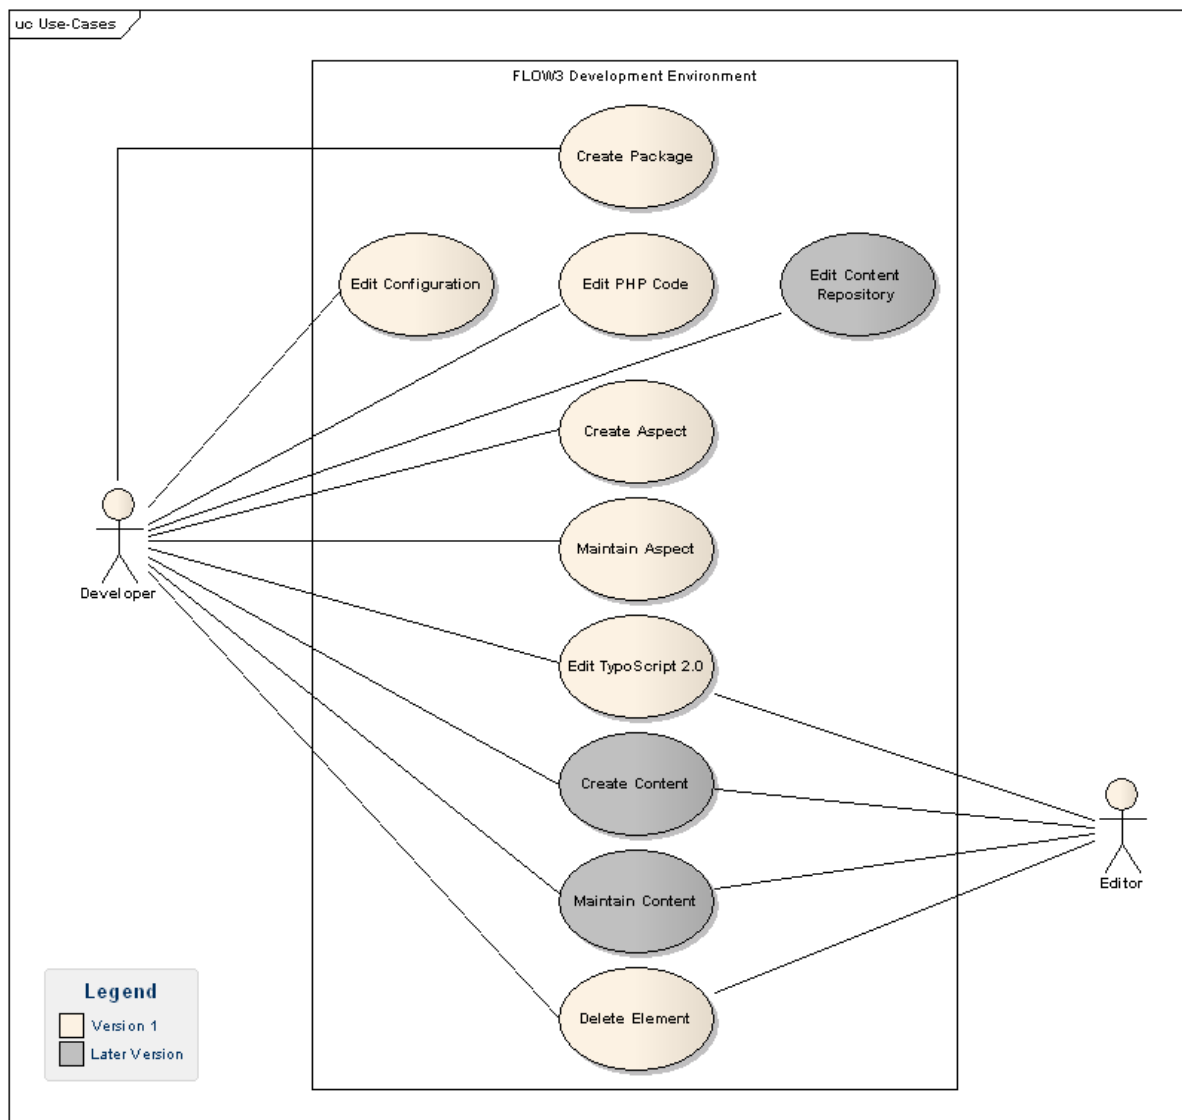 uc Use-Cases
FLOW3 Development Environment
Create Package
Edit Configuration
Edit PHP Code
Edit Content
Repository
Create Aspect
Maintain Aspect
Developer
Edit TypoScript 2.0
Create Content
Editor
Maintain Content
Delete Element
Legend
Version 1
Later Version